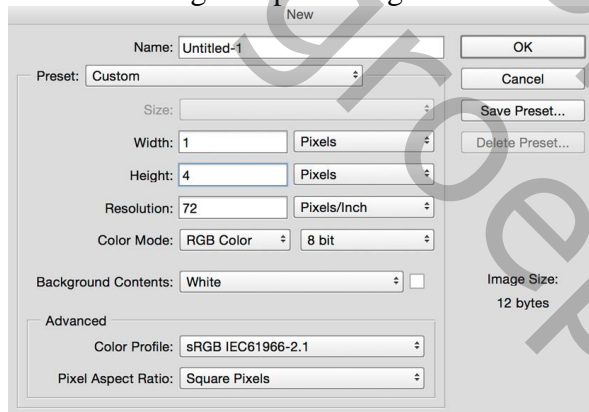 New
Name: Untitled-1
OK
Preset: Custom
Cancel
Size:
Save Preset...
Width: 1 Pixels
Delete Preset...
Height: 4 Pixels
Resolution: 72 Pixels/Inch
Color Mode: RGB Color 8 bit
Background Contents: White
Image Size:
12 bytes
Advanced
Color Profile: sRGB IEC61966-2.1
Pixel Aspect Ratio: Square Pixels